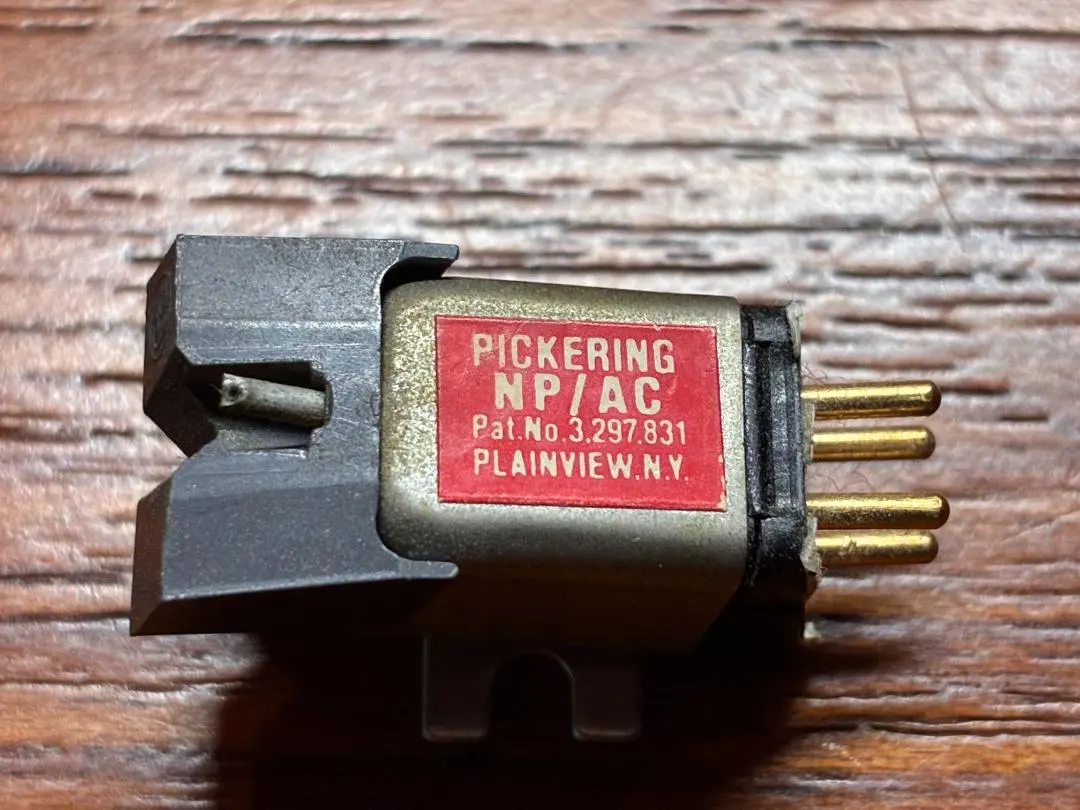 PICKERING
NP/AC
Pat.No.3,297,831
PLAINVIEW.N.Y.